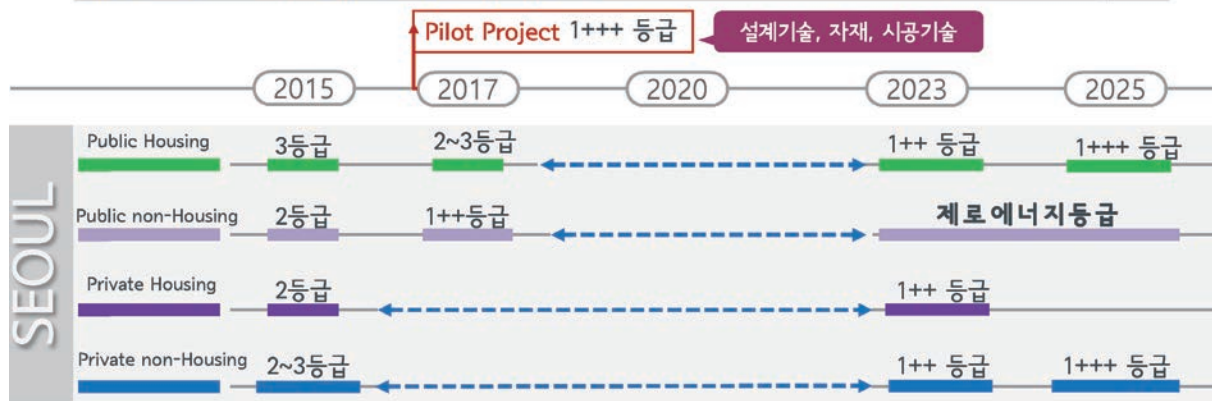 Pilot Project 1+++ 등급
설계기술, 자재, 시공기술
2015 2017 2020 2023 2025
SEOUL
Public Housing 3등급 2~3등급 1++ 등급 1+++ 등급
Public non-Housing 2등급 1++등급 제로에너지등급
Private Housing 2등급 1++ 등급
Private non-Housing 2~3등급 1++ 등급 1+++ 등급